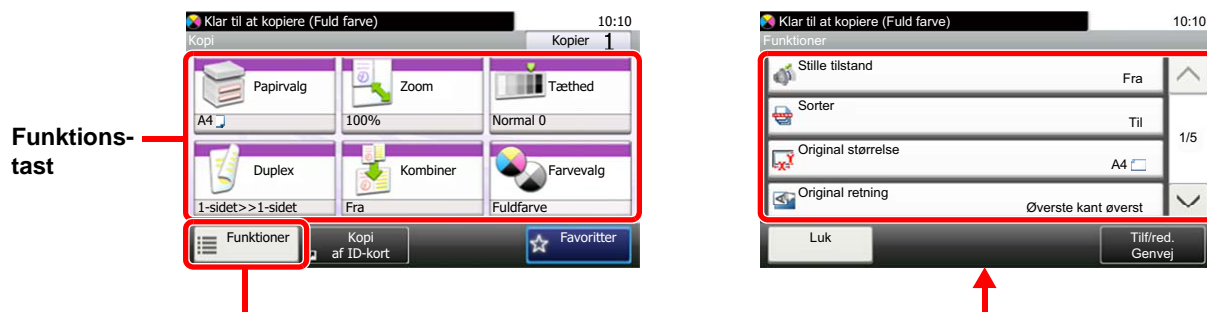 Funktions-
tast
Klar til at kopiere (Fuld farve) 10:10
Kopi Kopier 1
Papirvalg Zoom Tæthed
A4 100% Normal 0
Duplex Kombiner Farvevalg
1-sidet>>1-sidet Fra Fuldfarve
Funktioner Kopi af ID-kort Favoritter
Klar til at kopiere (Fuld farve) 10:10
Funktioner
Stille tilstand
Fra
Sorter
Til
1/5
Original størrelse
A4
Original retning
Øverste kant øverst
Luk Tilf/red.
Genvej